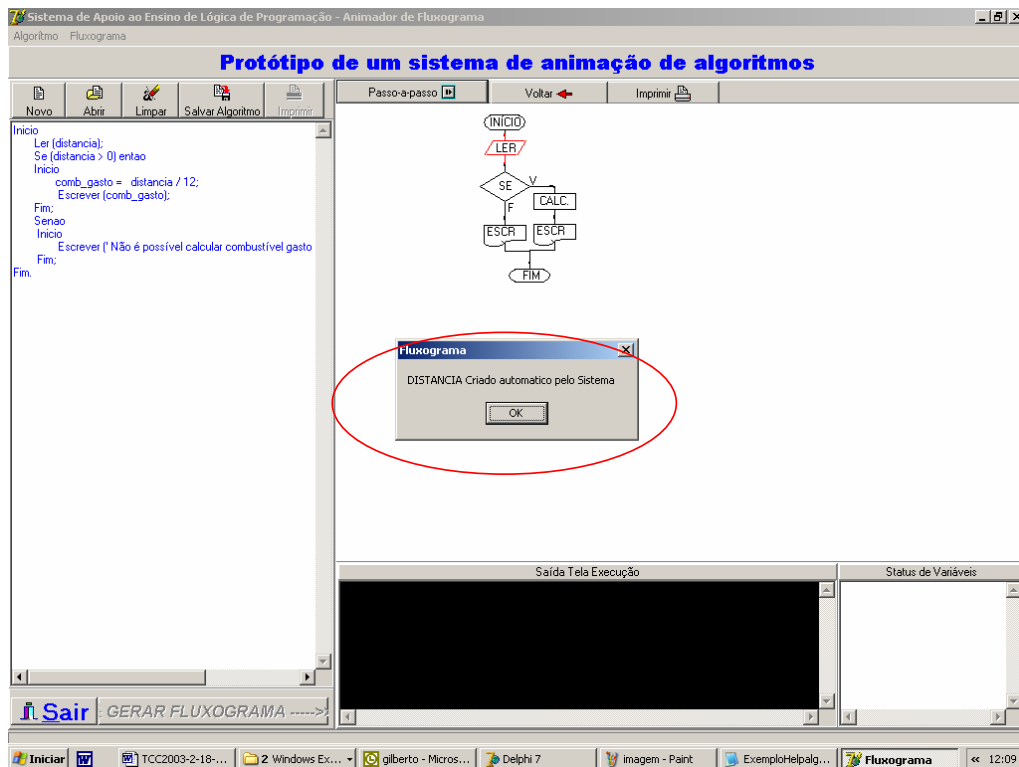 Sistema de Apoio ao Ensino de Lógica de Programação - Animador de Fluxograma
Algorítmo Fluxograma
Protótipo de um sistema de animação de algoritmos
Novo Abrir Limpar Salvar Algoritmo Imprimir
Passo-a-passo Voltar Imprimir
Inicio
Ler (distancia);
Se (distancia > 0) entao
Inicio
comb_gasto = distancia / 12;
Escrever (comb_gasto);
Fim;
Senao
Inicio
Escrever (' Não é possível calcular combustível gasto
Fim;
Fim.
INÍCIO
LER
SE V
CALC.
F
ESCR ESCR
FIM
Fluxograma
DISTANCIA Criado automatico pelo Sistema
OK
Saída Tela Execução
Status de Variáveis
Sair
GERAR FLUXOGRAMA ----->>
Iniciar TCC2003-2-18-... 2 Windows Ex... gilberto - Micros... Delphi 7 imagem - Paint ExemploHelpalg... Fluxograma « 12:09